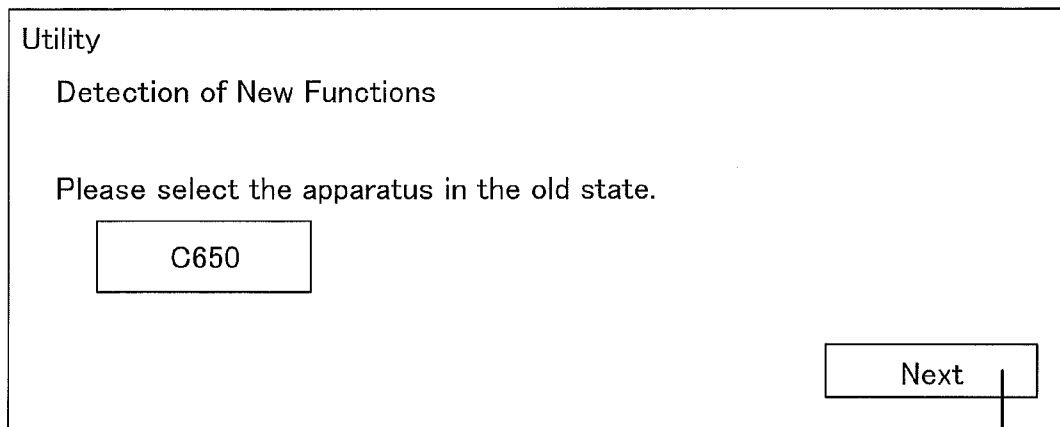 Utility
Detection of New Functions
Please select the apparatus in the old state.
C650
Next